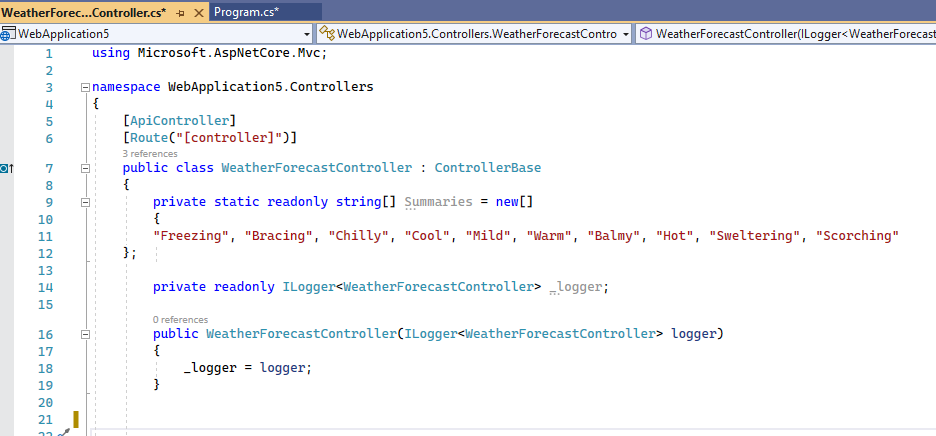 WeatherForec...Controller.cs* Program.cs*
WebApplication5 WebApplication5.Controllers.WeatherForecastContro WeatherForecastController(ILogger<WeatherForecast
1 using Microsoft.AspNetCore.Mvc;
2
3 namespace WebApplication5.Controllers
4 {
5 [ApiController]
6 [Route("[controller]")]
3 references
7 public class WeatherForecastController : ControllerBase
8 {
9 private static readonly string[] Summaries = new[]
10 {
11 "Freezing", "Bracing", "Chilly", "Cool", "Mild", "Warm", "Balmy", "Hot", "Sweltering", "Scorching"
12 };
13
14 private readonly ILogger<WeatherForecastController> _logger;
15
0 references
16 public WeatherForecastController(ILogger<WeatherForecastController> logger)
17 {
18 _logger = logger;
19 }
20
21
22